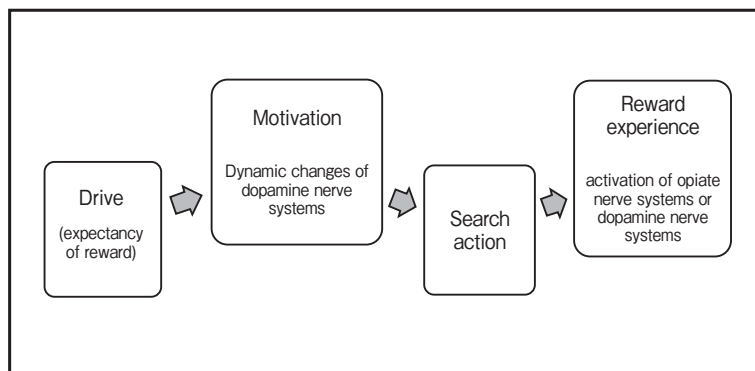 Drive
(expectancy
of reward)
Motivation
Dynamic changes of
dopamine nerve
systems
Search
action
Reward
experience
activation of opiate
nerve systems or
dopamine nerve
systems